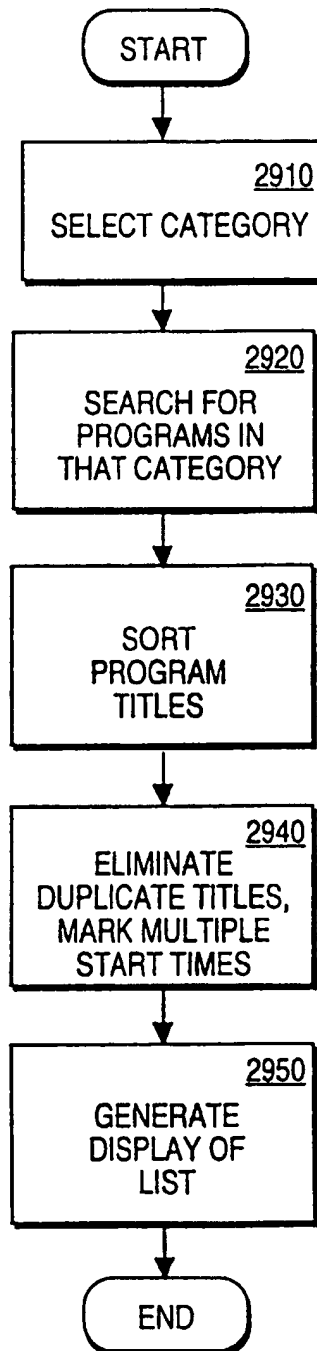 START
2910
SELECT CATEGORY
2920
SEARCH FOR
PROGRAMS IN
THAT CATEGORY
2930
SORT
PROGRAM
TITLES
2940
ELIMINATE
DUPLICATE TITLES,
MARK MULTIPLE
START TIMES
2950
GENERATE
DISPLAY OF
LIST
END